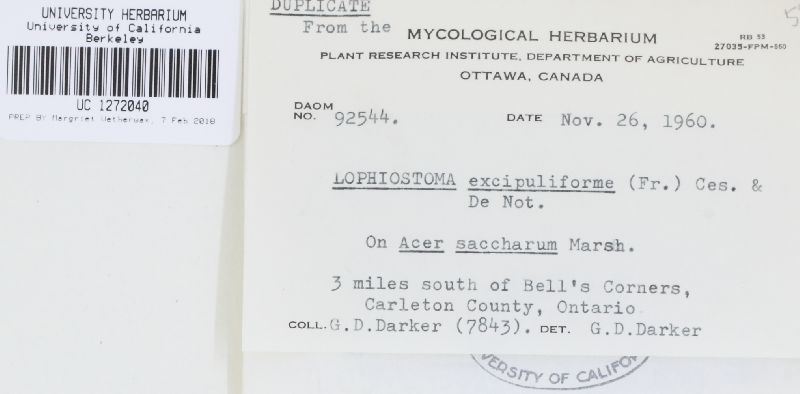 UNIVERSITY HERBARIUM
University of California
Berkeley
UC 1272040
PREP BY Margriet Wetherwax, 7 Feb 2018
DUPLICATE
From the
MYCOLOGICAL HERBARIUM
RB 53
27035-FPM-860
PLANT RESEARCH INSTITUTE, DEPARTMENT OF AGRICULTURE
OTTAWA, CANADA
DAOM
NO. 92544. DATE Nov. 26, 1960.
LOPHIOSTOMA excipuliforme (Fr.) Ces. &
De Not.
On Acer saccharum Marsh.
3 miles south of Bell's Corners,
Carleton County, Ontario
COLL. G.D.Darker (7843). DET. G.D.Darker
VERSITY OF CALIFOR